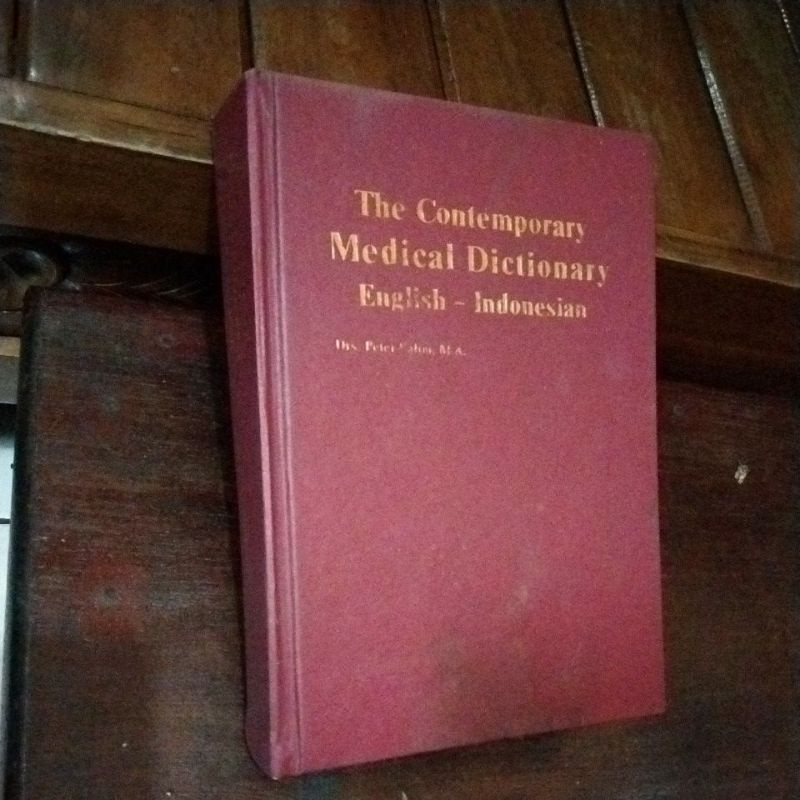 The Contemporary
Medical Dictionary
English - Indonesian
Drs. Peter Salim, M.A.